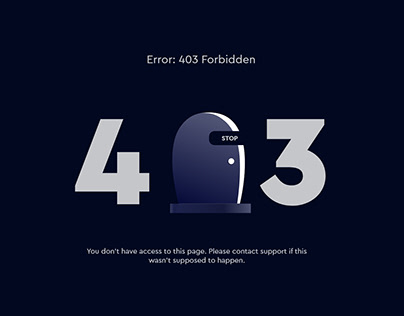 Error: 403 Forbidden
4 3
STOP
You don't have access to this page. Please contact support if this
wasn't supposed to happen.